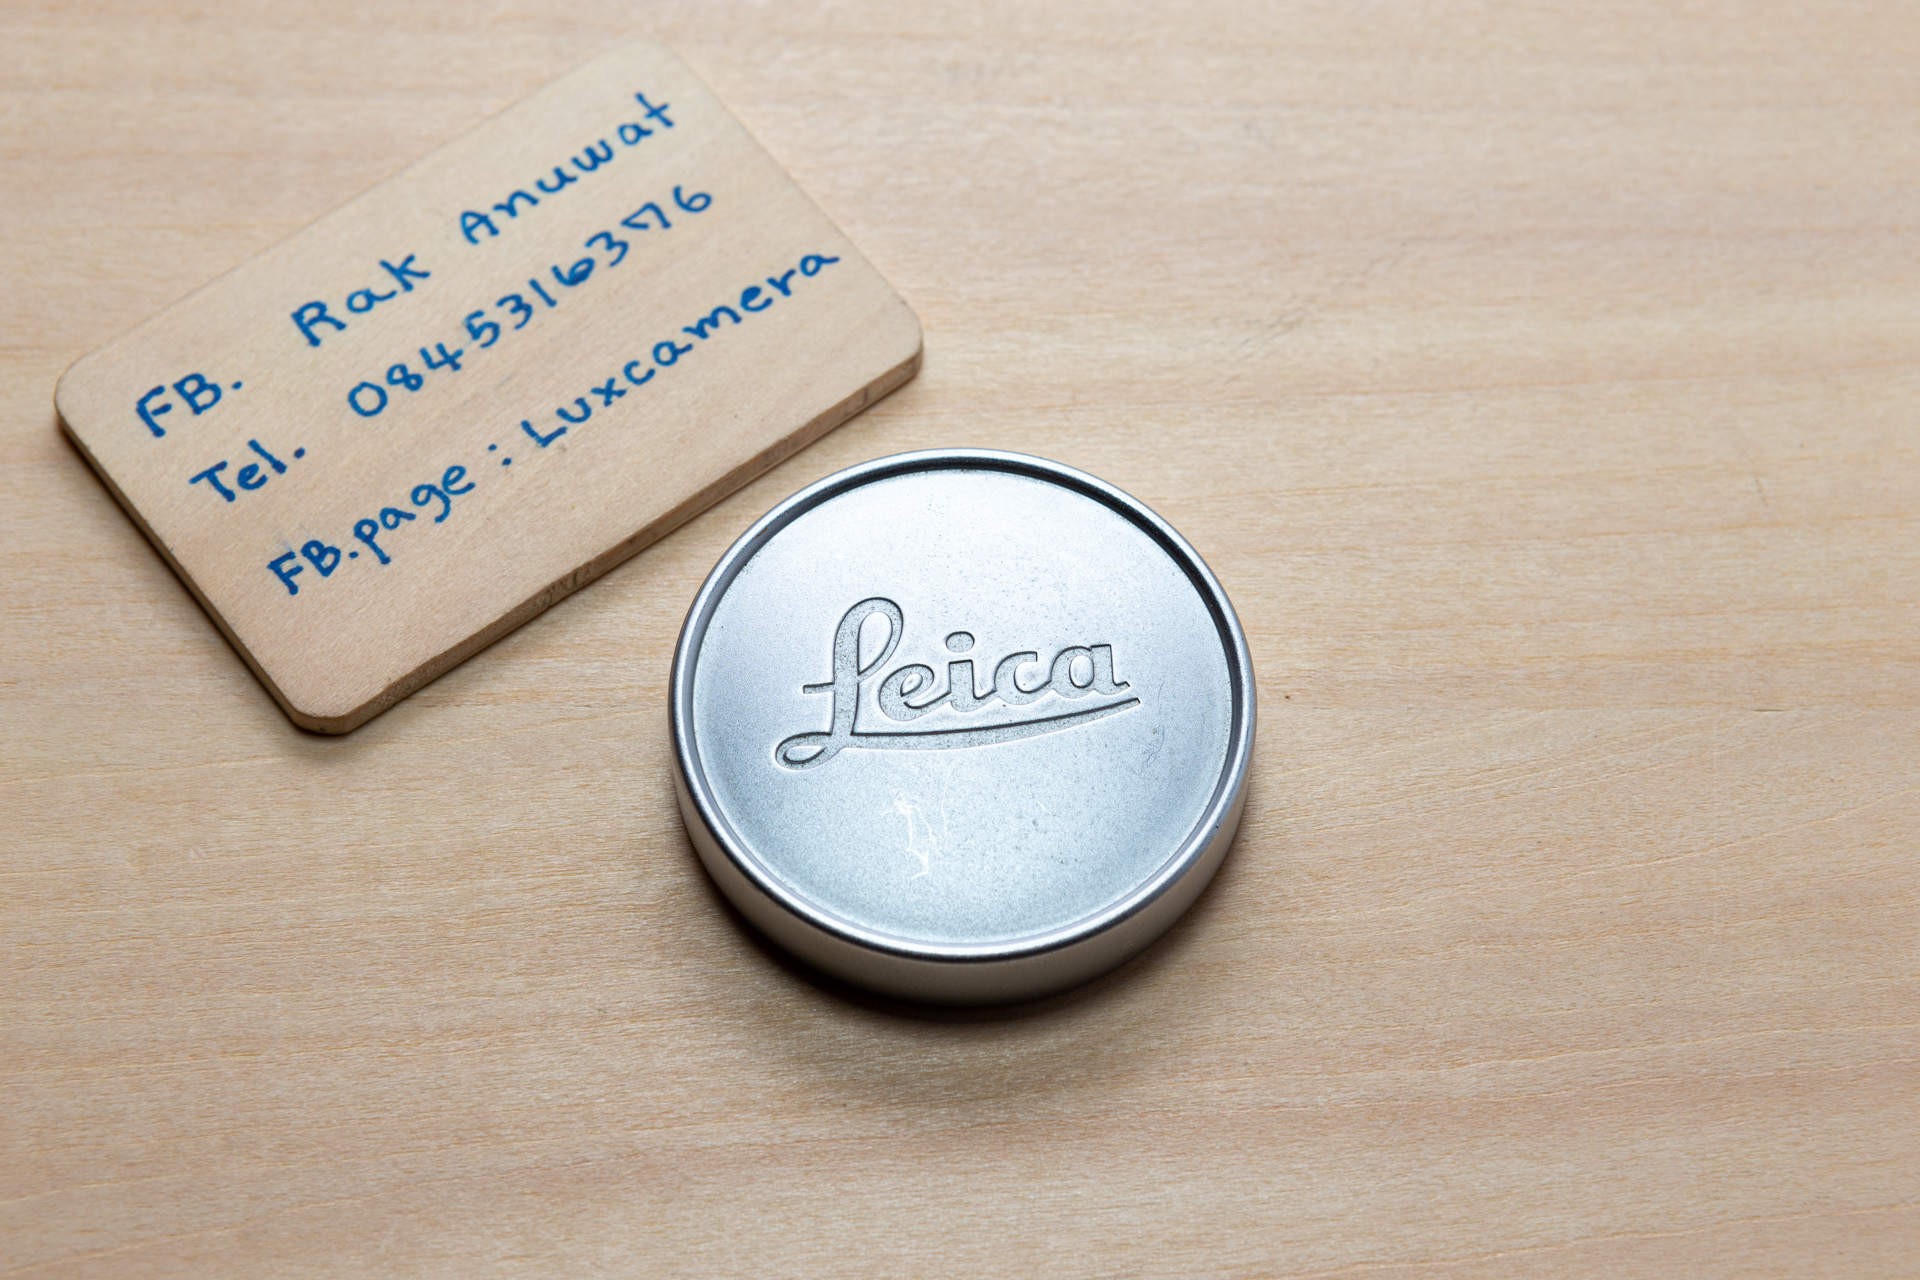 FB. Rak Anuwat
Tel. 0845316376
FB.page : Luxcamera
Leica